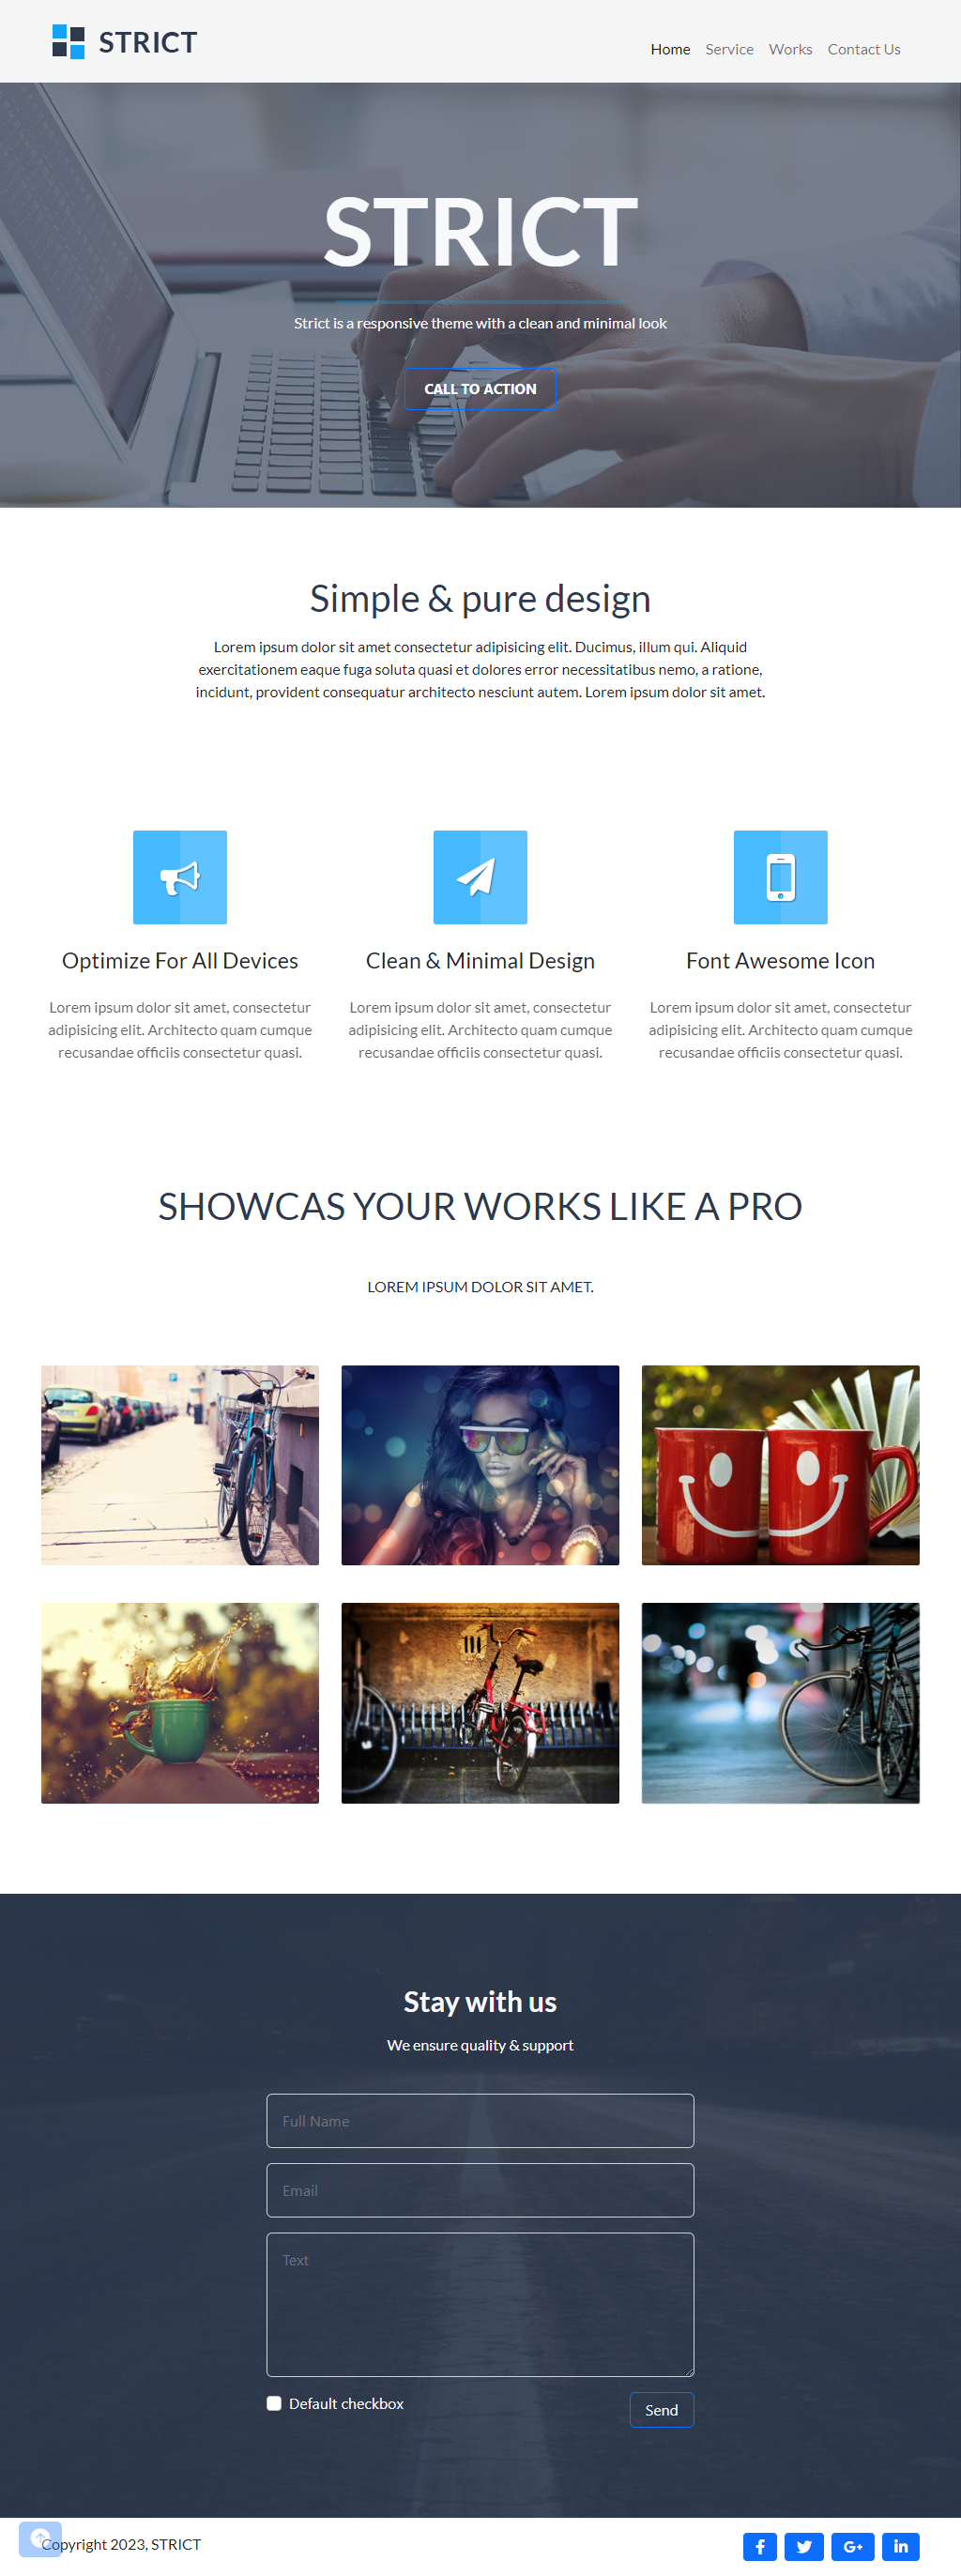 STRICT
Home Service Works Contact Us
STRICT
Strict is a responsive theme with a clean and minimal look
CALL TO ACTION
Simple & pure design
Lorem ipsum dolor sit amet consectetur adipisicing elit. Ducimus, illum qui. Aliquid
exercitationem eaque fuga soluta quasi et dolores error necessitatibus nemo, a ratione,
incidunt, provident consequatur architecto nesciunt autem. Lorem ipsum dolor sit amet.
Optimize For All Devices
Lorem ipsum dolor sit amet, consectetur
adipisicing elit. Architecto quam cumque
recusandae officiis consectetur quasi.
Clean & Minimal Design
Lorem ipsum dolor sit amet, consectetur
adipisicing elit. Architecto quam cumque
recusandae officiis consectetur quasi.
Font Awesome Icon
Lorem ipsum dolor sit amet, consectetur
adipisicing elit. Architecto quam cumque
recusandae officiis consectetur quasi.
SHOWCAS YOUR WORKS LIKE A PRO
LOREM IPSUM DOLOR SIT AMET.
Stay with us
We ensure quality & support
Full Name
Email
Text
Default checkbox
Send
Copyright 2023, STRICT